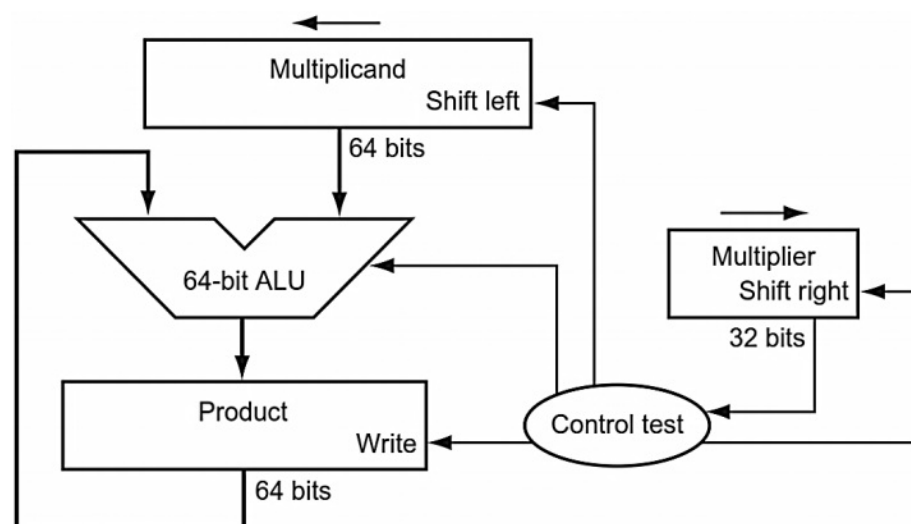 Multiplicand
Shift left
64 bits
64-bit ALU
Multiplier
Shift right
32 bits
Product
Write
Control test
64 bits